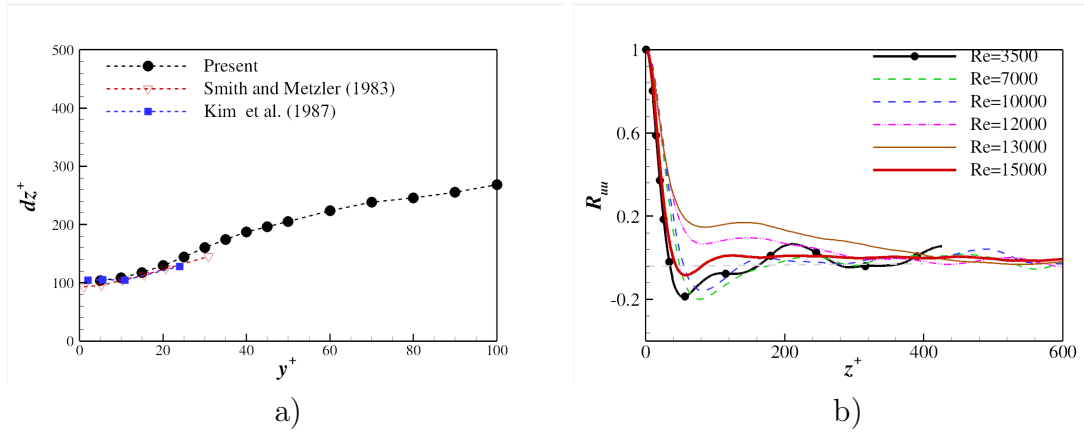 500
400
300
200
100
0
0
20
40
60
80
100
dz⁺
y⁺
Present
Smith and Metzler (1983)
Kim et al. (1987)
a)
1
0.6
0.2
-0.2
0
200
400
600
R_uu
z⁺
Re=3500
Re=7000
Re=10000
Re=12000
Re=13000
Re=15000
b)